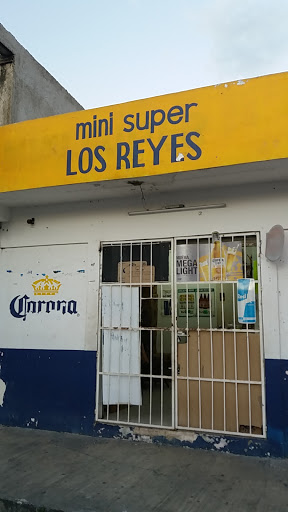 mini super
LOS REYES
MEGA
LIGHT
Corona